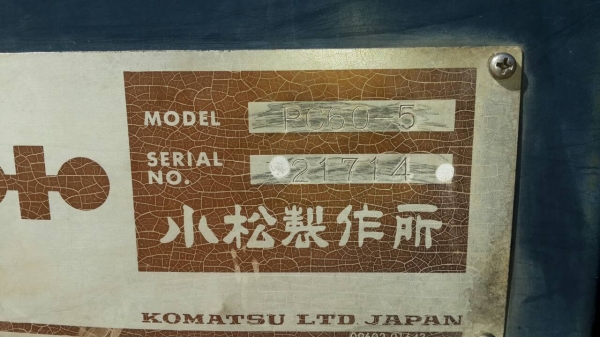 MODEL PC60-5
SERIAL NO. 21714
小松製作所
KOMATSU LTD JAPAN